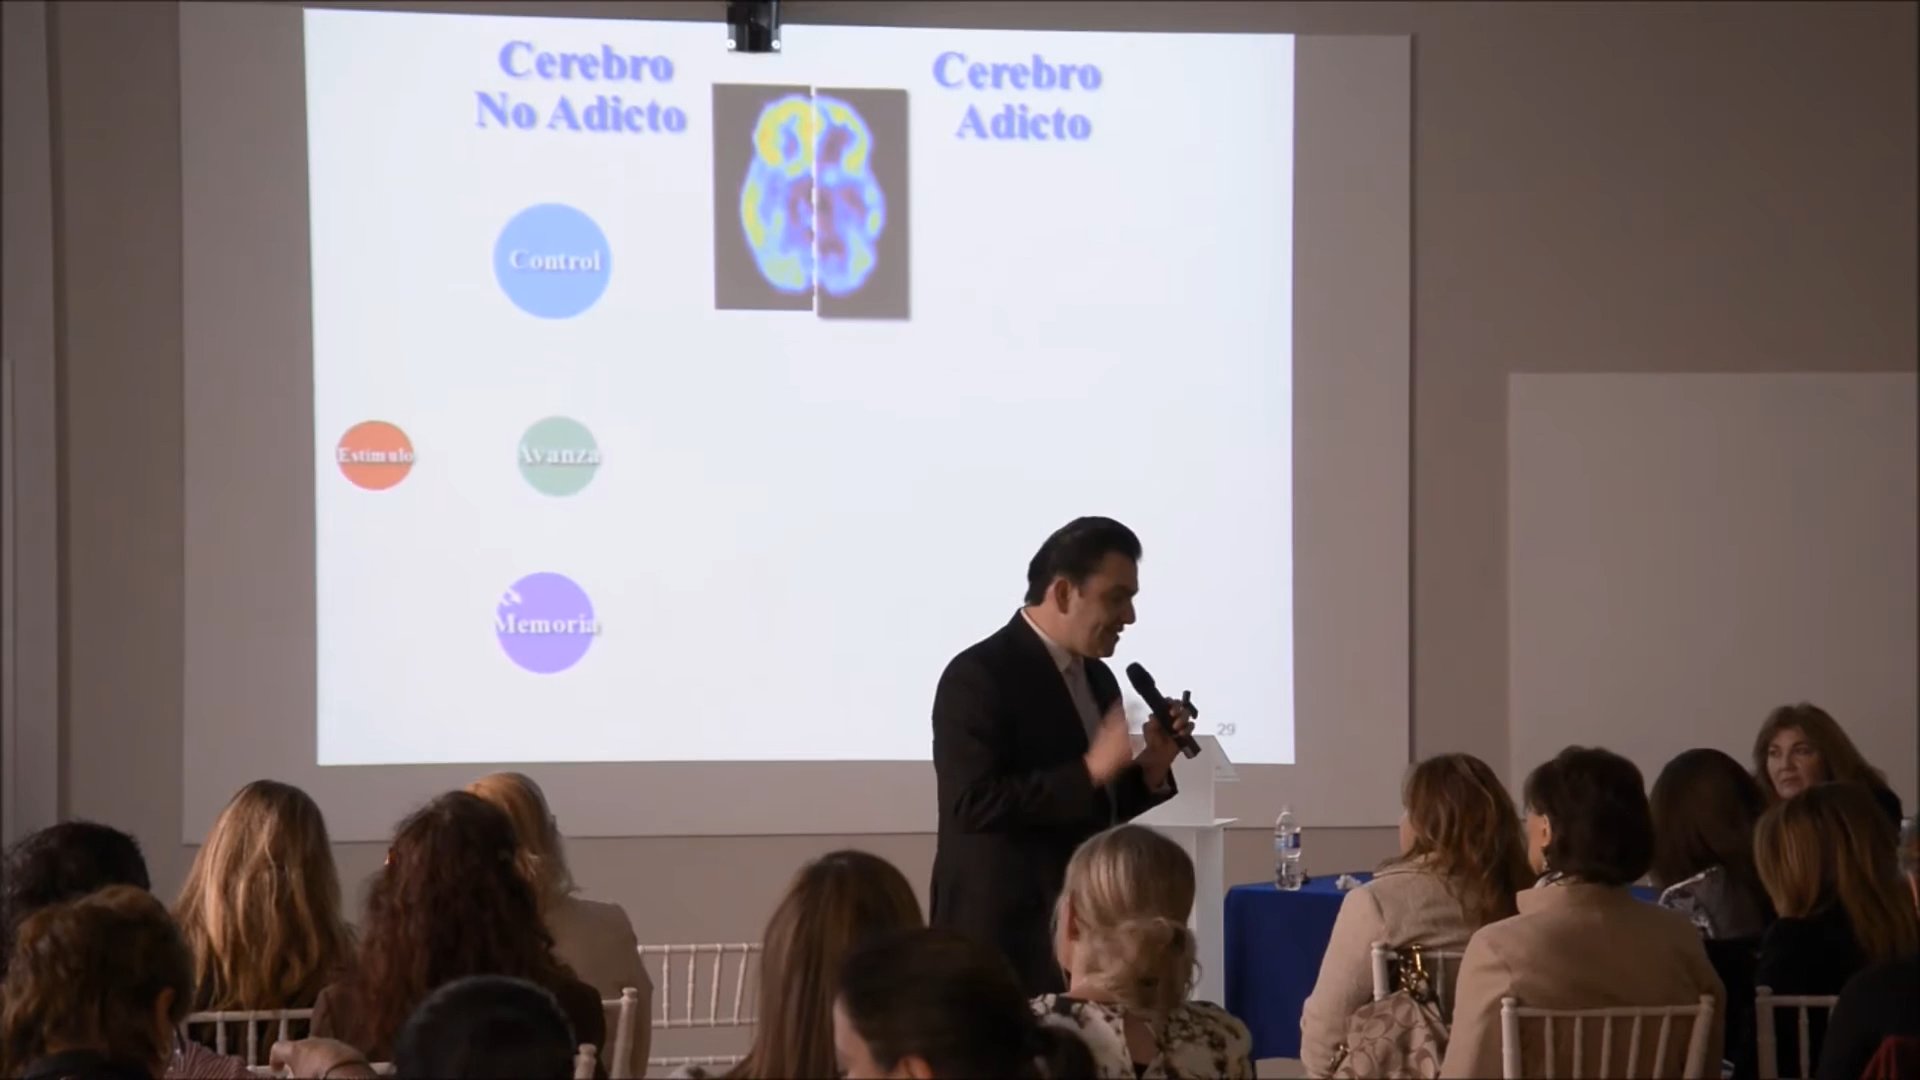 Cerebro
No Adicto
Cerebro
Adicto
Control
Estimulo
Avanza
Memoria
29